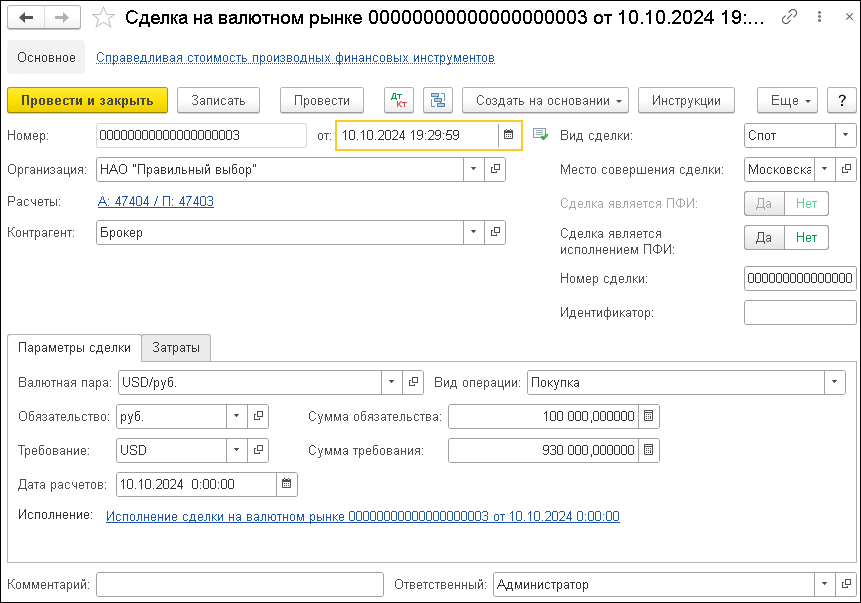 Сделка на валютном рынке 00000000000000000003 от 10.10.2024 19:...
Основное Справедливая стоимость производных финансовых инструментов
Провести и закрыть Записать Провести Дт Кт Создать на основании Инструкции Еще ?
Номер: 00000000000000000003 от: 10.10.2024 19:29:59 Вид сделки: Спот
Организация: НАО "Правильный выбор" Место совершения сделки: Московска
Расчеты: А: 47404 / П: 47403 Сделка является ПФИ: Да Нет
Контрагент: Брокер Сделка является
исполнением ПФИ: Да Нет
Номер сделки: 000000000000000
Идентификатор:
Параметры сделки Затраты
Валютная пара: USD/руб. Вид операции: Покупка
Обязательство: руб. Сумма обязательства: 100 000,000000
Требование: USD Сумма требования: 930 000,000000
Дата расчетов: 10.10.2024 0:00:00
Исполнение: Исполнение сделки на валютном рынке 00000000000000000003 от 10.10.2024 0:00:00
Комментарий: Ответственный: Администратор